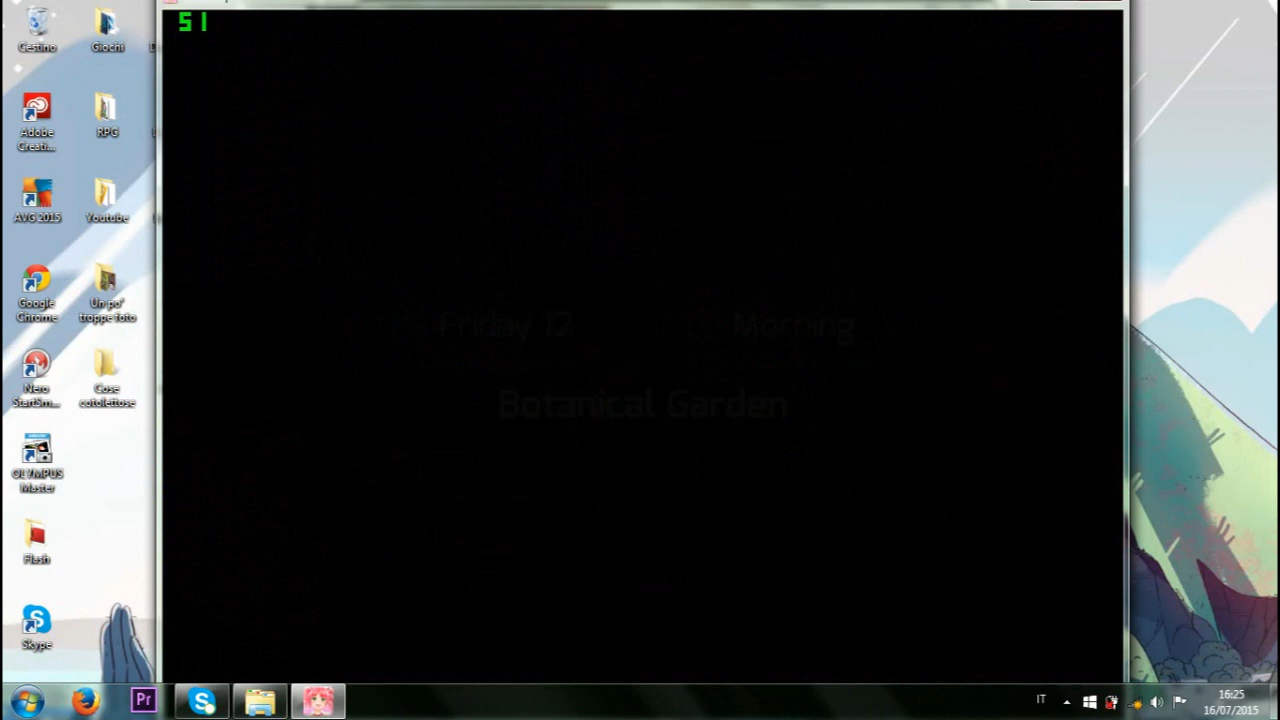 51
Cestino
Giochi
Adobe
Creati...
RPG
AVG 2015
Youtube
Google
Chrome
Un po'
troppe foto
Nero
StartSm...
Cose
cotolettose
OLYMPUS
Master
Flash
Skype
Friday 12
Morning
Botanical Garden
Pr
IT
16:25
16/07/2015